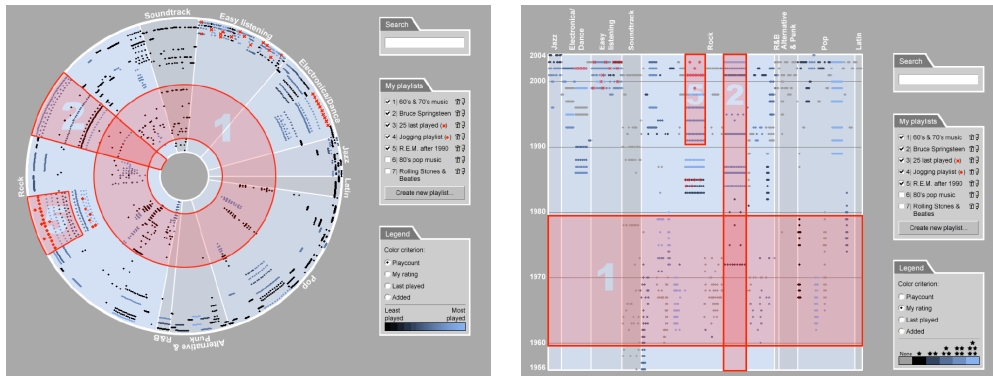 Soundtrack
Easy listening
Electronica/Dance
Jazz
Latin
Pop
Alternative &
Punk
R&B
Rock
1
2
5
Search
My playlists
1| 60's & 70's music
2| Bruce Springsteen
3| 25 last played (×)
4| Jogging playlist (•)
5| R.E.M. after 1990
6| 80's pop music
7| Rolling Stones &
Beatles
Create new playlist...
Legend
Color criterion:
Playcount
My rating
Last played
Added
Least
played
Most
played
Jazz
Electronica/
Dance
Easy
listening
Soundtrack
Rock
R&B
Alternative
& Punk
Pop
Latin
2004
2000
1990
1980
1970
1960
1956
5
2
1
Search
My playlists
1| 60's & 70's music
2| Bruce Springsteen
3| 25 last played (×)
4| Jogging playlist (•)
5| R.E.M. after 1990
6| 80's pop music
7| Rolling Stones &
Beatles
Create new playlist...
Legend
Color criterion:
Playcount
My rating
Last played
Added
None